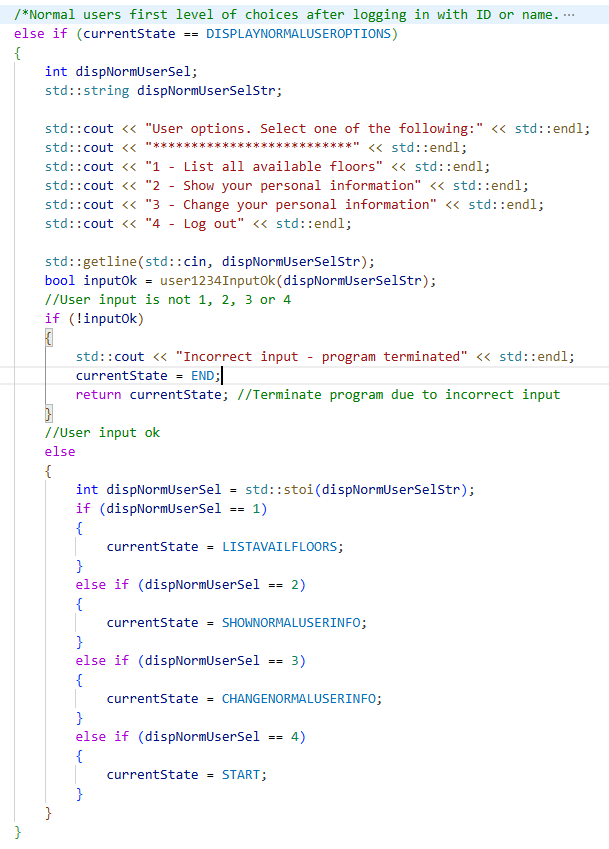 /*Normal users first level of choices after logging in with ID or name. ···
else if (currentState == DISPLAYNORMALUSEROPTIONS)
{
    int dispNormUserSel;
    std::string dispNormUserSelStr;

    std::cout << "User options. Select one of the following:" << std::endl;
    std::cout << "**************************" << std::endl;
    std::cout << "1 - List all available floors" << std::endl;
    std::cout << "2 - Show your personal information" << std::endl;
    std::cout << "3 - Change your personal information" << std::endl;
    std::cout << "4 - Log out" << std::endl;

    std::getline(std::cin, dispNormUserSelStr);
    bool inputOk = user1234InputOk(dispNormUserSelStr);
    //User input is not 1, 2, 3 or 4
    if (!inputOk)
    {
        std::cout << "Incorrect input - program terminated" << std::endl;
        currentState = END;
        return currentState; //Terminate program due to incorrect input
    }
    //User input ok
    else
    {
        int dispNormUserSel = std::stoi(dispNormUserSelStr);
        if (dispNormUserSel == 1)
        {
            currentState = LISTAVAILFLOORS;
        }
        else if (dispNormUserSel == 2)
        {
            currentState = SHOWNORMALUSERINFO;
        }
        else if (dispNormUserSel == 3)
        {
            currentState = CHANGENORMALUSERINFO;
        }
        else if (dispNormUserSel == 4)
        {
            currentState = START;
        }
    }
}